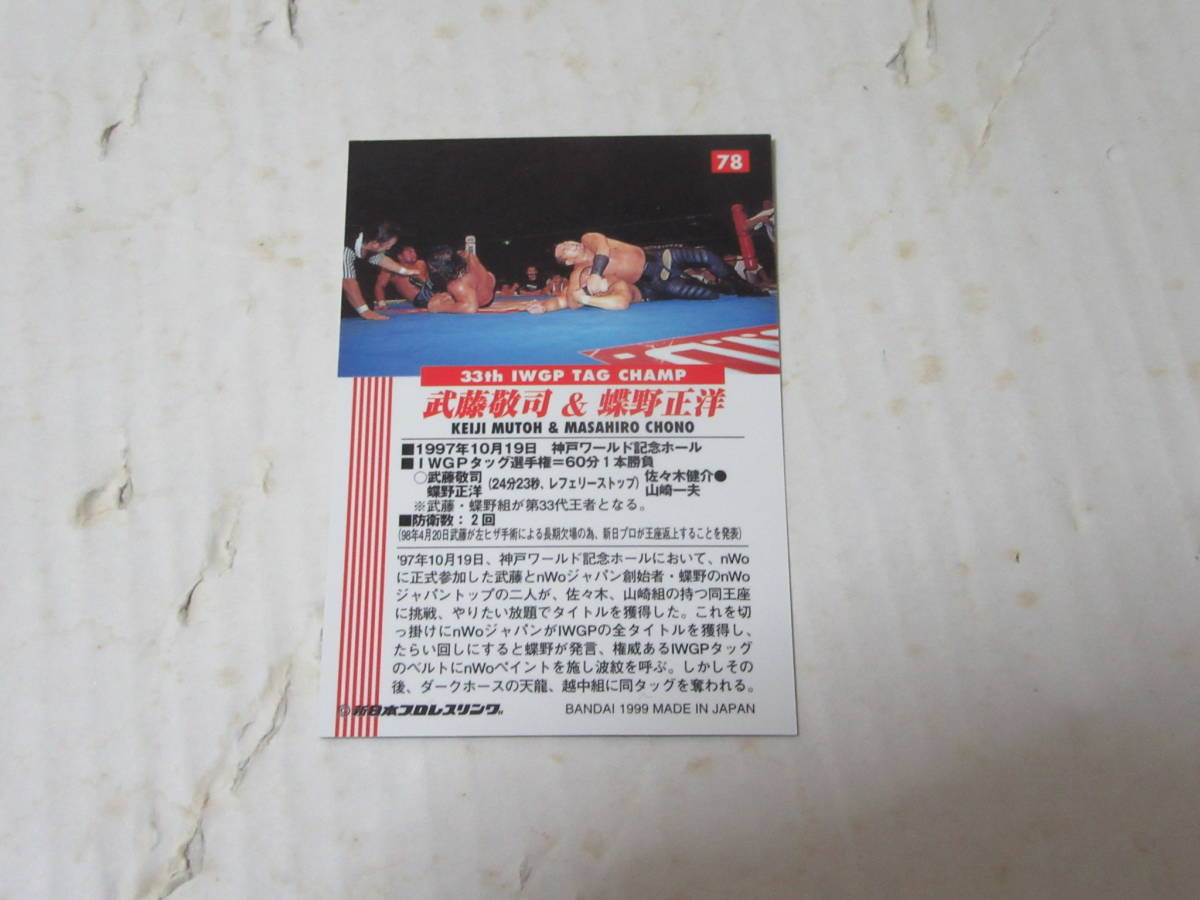 78
33th IWGP TAG CHAMP
武藤敬司 & 蝶野正洋
KEIJI MUTOH & MASAHIRO CHONO
■1997年10月19日 神戸ワールド記念ホール
■IWGPタッグ選手権=60分1本勝負
○武藤敬司 (24分23秒、レフェリーストップ) 佐々木健介●
蝶野正洋 山崎一夫
※武藤・蝶野組が第33代王者となる。
■防衛数:2回
(98年4月20日武藤が左ヒザ手術による長期欠場の為、新日プロが王座返上することを発表)
'97年10月19日、神戸ワールド記念ホールにおいて、nWo
に正式参加した武藤とnWoジャパン創始者・蝶野のnWo
ジャパントップの二人が、佐々木、山崎組の持つ同王座
に挑戦、やりたい放題でタイトルを獲得した。これを切
っ掛けにnWoジャパンがIWGPの全タイトルを獲得し、
たらい回しにすると蝶野が発言、権威あるIWGPタッグ
のベルトにnWoペイントを施し波紋を呼ぶ。しかしその
後、ダークホースの天龍、越中組に同タッグを奪われる。
©新日本プロレスリング BANDAI 1999 MADE IN JAPAN